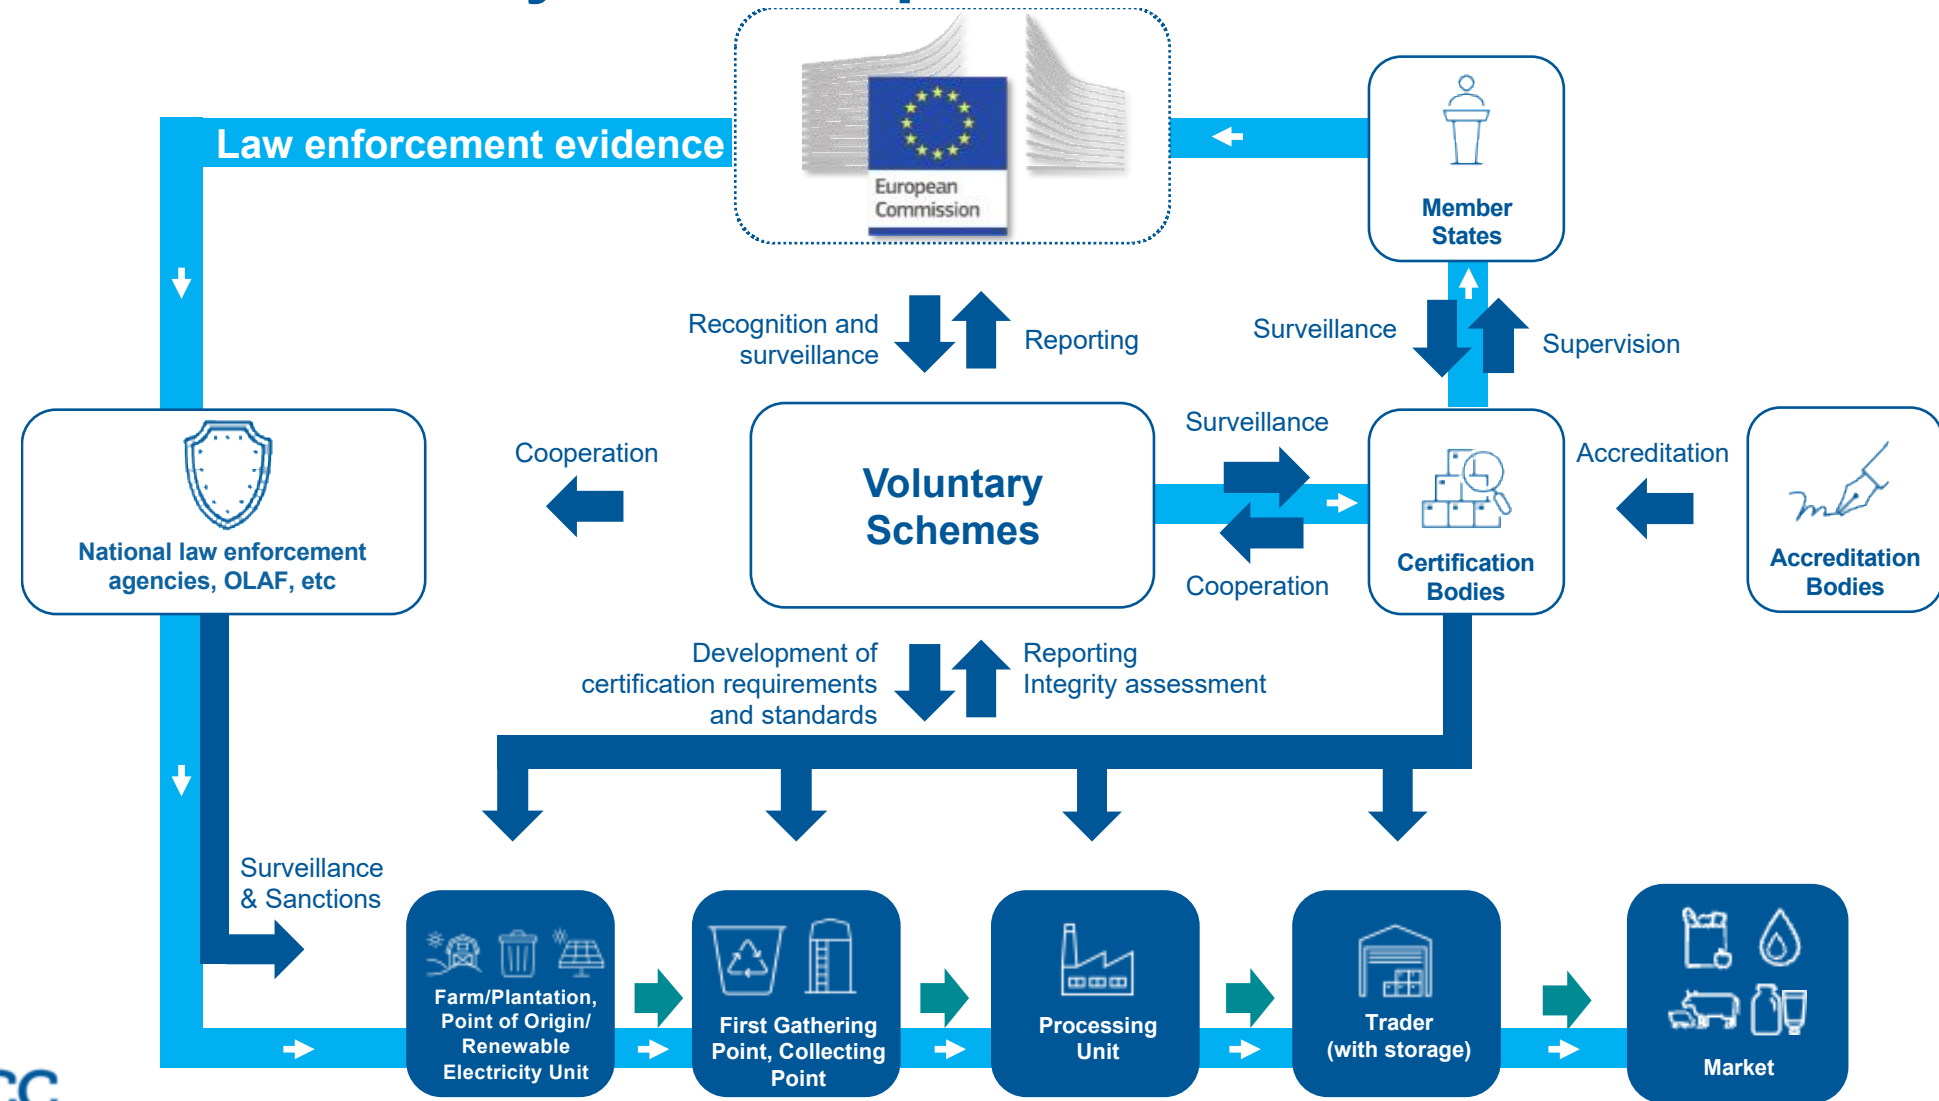 Law enforcement evidence
European
Commission
Member
States
Recognition and
surveillance
Reporting
Surveillance
Supervision
National law enforcement
agencies, OLAF, etc
Cooperation
Voluntary
Schemes
Surveillance
Cooperation
Certification
Bodies
Accreditation
Accreditation
Bodies
Development of
certification requirements
and standards
Reporting
Integrity assessment
Surveillance
& Sanctions
Farm/Plantation,
Point of Origin/
Renewable
Electricity Unit
First Gathering
Point, Collecting
Point
Processing
Unit
Trader
(with storage)
Market